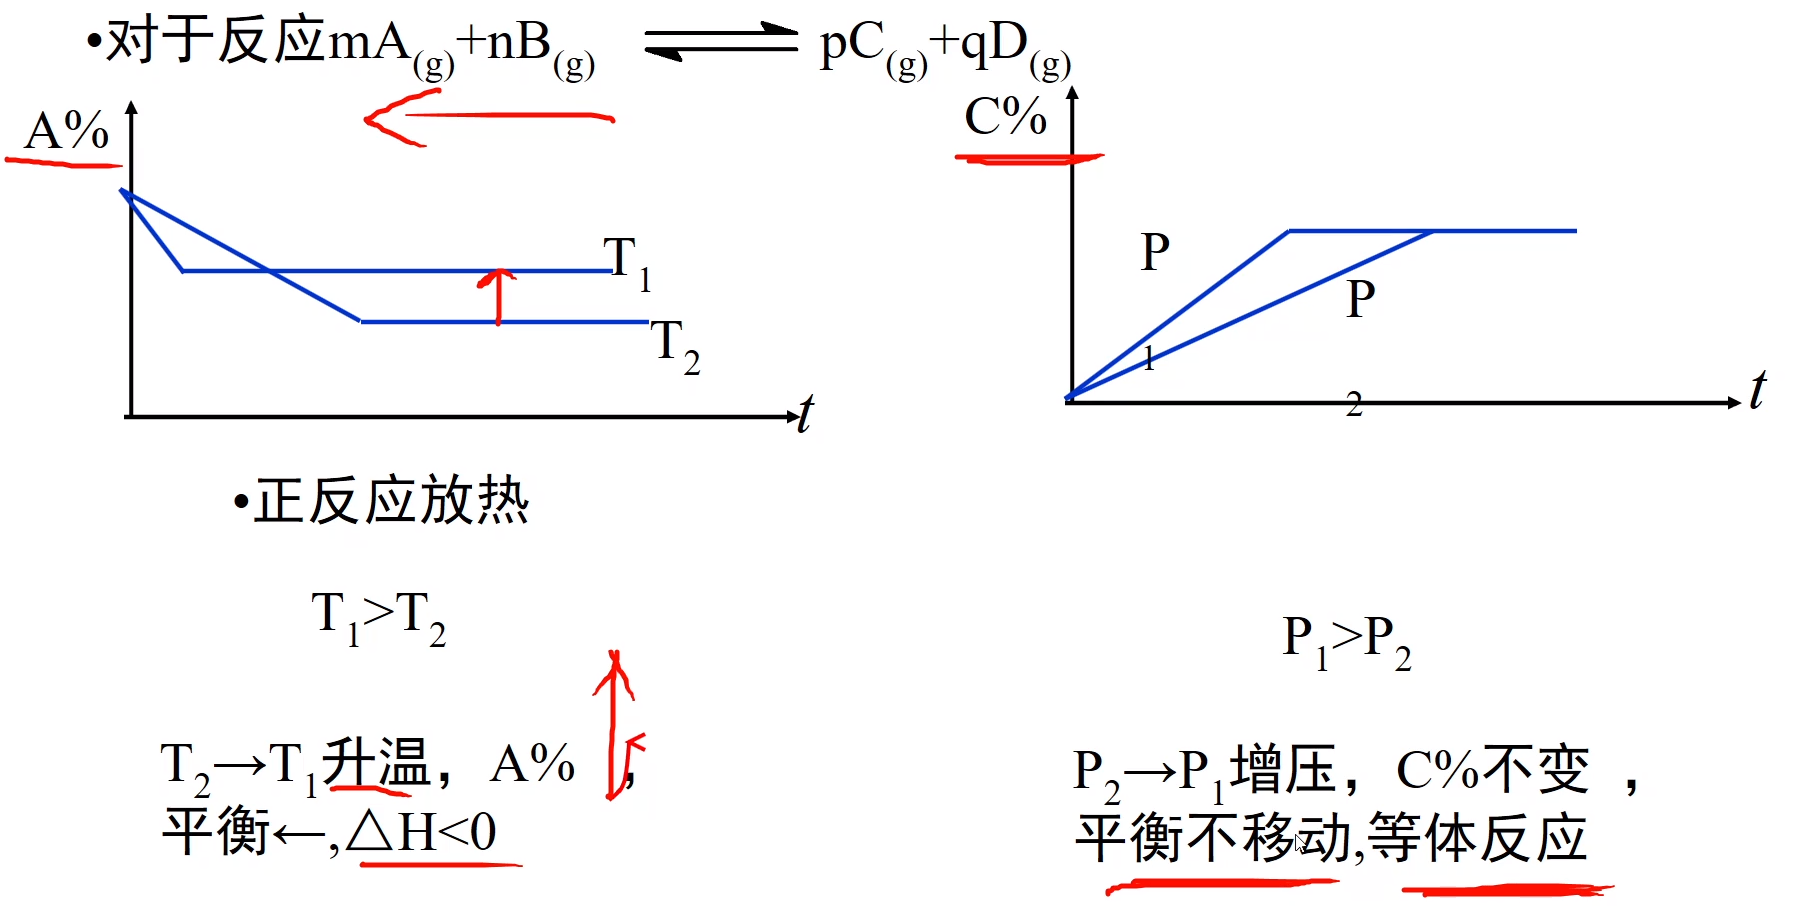 •对于反应mA(g)+nB(g) ⇌ pC(g)+qD(g)
A%
T1
T2
t
C%
P1
P2
t
•正反应放热
T1>T2
T2→T1升温，A% ，
平衡←,△H<0
P1>P2
P2→P1增压，C%不变 ，
平衡不移动,等体反应